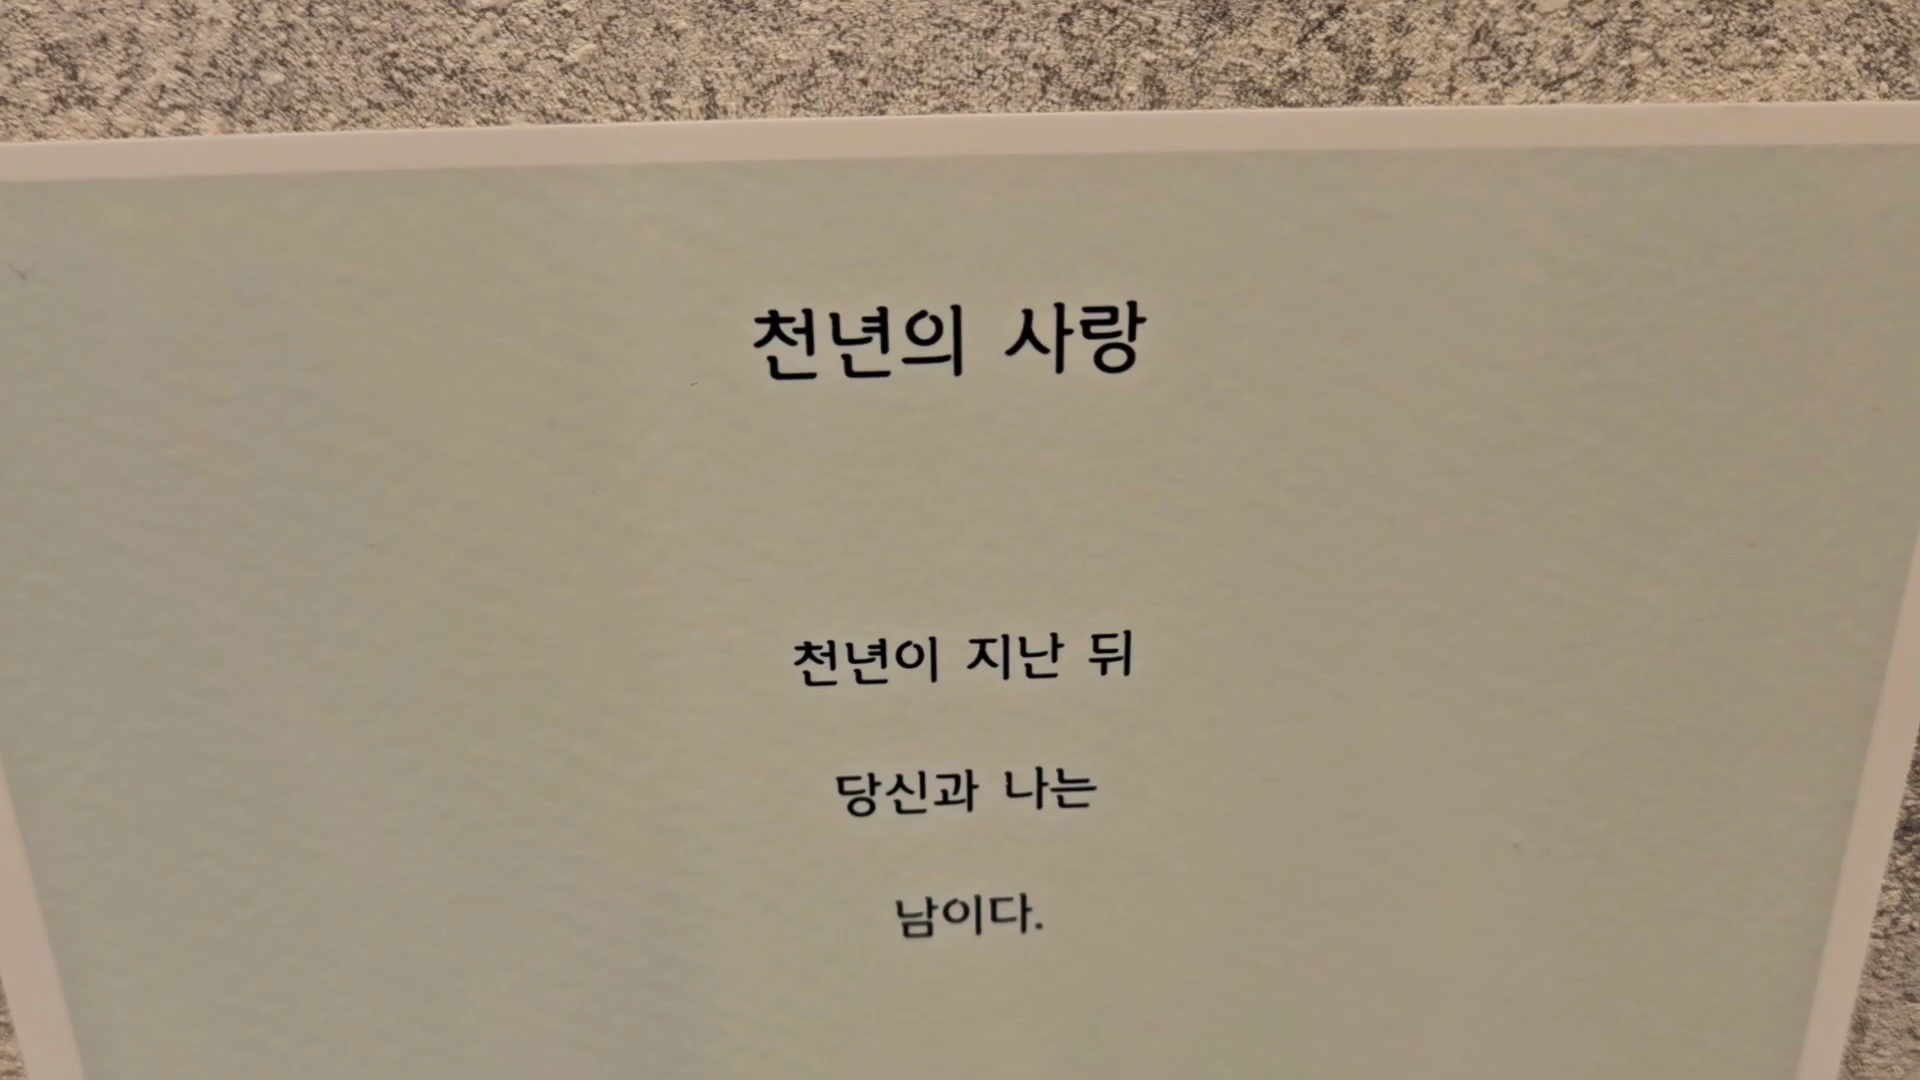 천년의 사랑
천년이 지난 뒤
당신과 나는
남이다.